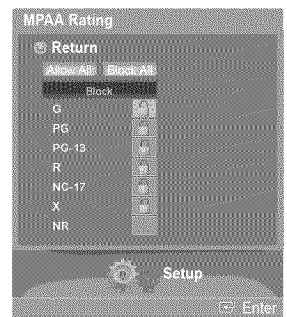 MPAA Rating
Return
Allow All Block All
Block
G
PG
PG-13
R
NC-17
X
NR
Setup
Enter